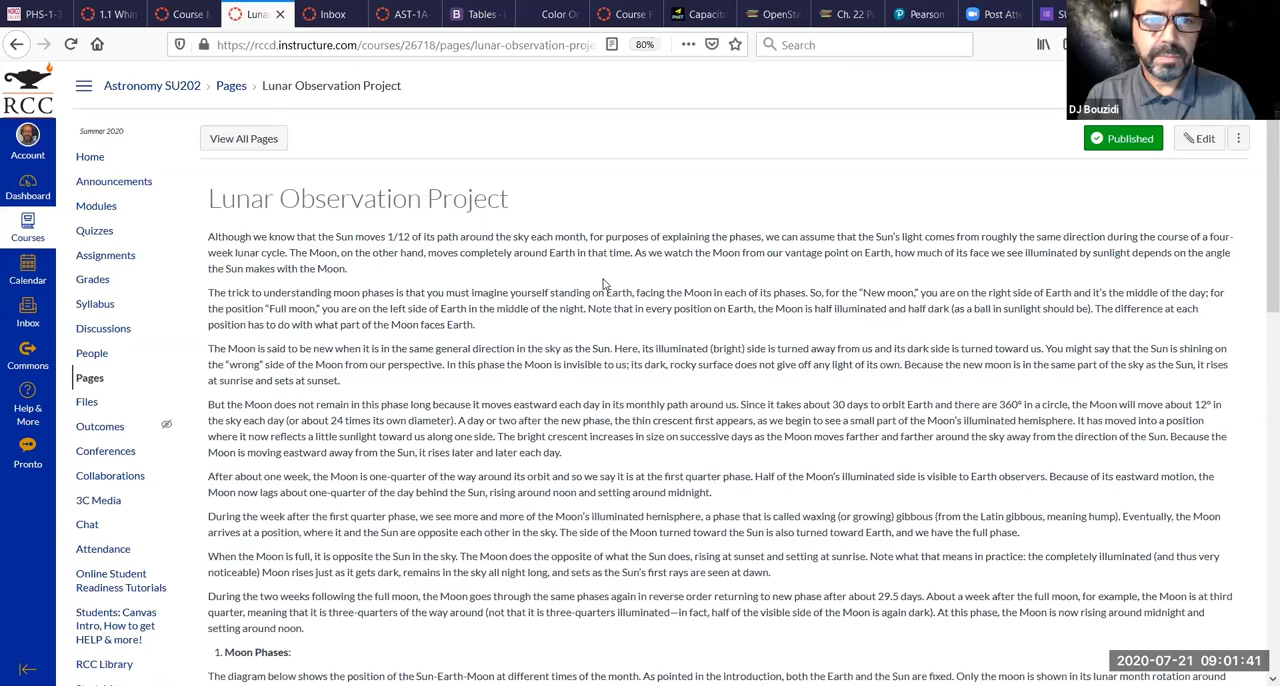 PHS-1-3
1.1 What
Course M
Luna
Inbox
AST-1A-
Tables -
Color Or
Course F
Capacito
OpenSta
Ch. 22 P
Pearson
Post Atte
https://rccd.instructure.com/courses/26718/pages/lunar-observation-proje
80%
Search
RCC
Astronomy SU202 > Pages > Lunar Observation Project
DJ Bouzidi
Account
Dashboard
Courses
Calendar
Inbox
Commons
Help &
More
Pronto
Summer 2020
Home
Announcements
Modules
Quizzes
Assignments
Grades
Syllabus
Discussions
People
Pages
Files
Outcomes
Conferences
Collaborations
3C Media
Chat
Attendance
Online Student
Readiness Tutorials
Students: Canvas
Intro, How to get
HELP & more!
RCC Library
View All Pages
Published
Edit
Lunar Observation Project
Although we know that the Sun moves 1/12 of its path around the sky each month, for purposes of explaining the phases, we can assume that the Sun's light comes from roughly the same direction during the course of a four-
week lunar cycle. The Moon, on the other hand, moves completely around Earth in that time. As we watch the Moon from our vantage point on Earth, how much of its face we see illuminated by sunlight depends on the angle
the Sun makes with the Moon.
The trick to understanding moon phases is that you must imagine yourself standing on Earth, facing the Moon in each of its phases. So, for the “New moon,” you are on the right side of Earth and it's the middle of the day; for
the position “Full moon,” you are on the left side of Earth in the middle of the night. Note that in every position on Earth, the Moon is half illuminated and half dark (as a ball in sunlight should be). The difference at each
position has to do with what part of the Moon faces Earth.
The Moon is said to be new when it is in the same general direction in the sky as the Sun. Here, its illuminated (bright) side is turned away from us and its dark side is turned toward us. You might say that the Sun is shining on
the “wrong” side of the Moon from our perspective. In this phase the Moon is invisible to us; its dark, rocky surface does not give off any light of its own. Because the new moon is in the same part of the sky as the Sun, it rises
at sunrise and sets at sunset.
But the Moon does not remain in this phase long because it moves eastward each day in its monthly path around us. Since it takes about 30 days to orbit Earth and there are 360° in a circle, the Moon will move about 12° in
the sky each day (or about 24 times its own diameter). A day or two after the new phase, the thin crescent first appears, as we begin to see a small part of the Moon's illuminated hemisphere. It has moved into a position
where it now reflects a little sunlight toward us along one side. The bright crescent increases in size on successive days as the Moon moves farther and farther around the sky away from the direction of the Sun. Because the
Moon is moving eastward away from the Sun, it rises later and later each day.
After about one week, the Moon is one-quarter of the way around its orbit and so we say it is at the first quarter phase. Half of the Moon's illuminated side is visible to Earth observers. Because of its eastward motion, the
Moon now lags about one-quarter of the day behind the Sun, rising around noon and setting around midnight.
During the week after the first quarter phase, we see more and more of the Moon's illuminated hemisphere, a phase that is called waxing (or growing) gibbous (from the Latin gibbous, meaning hump). Eventually, the Moon
arrives at a position, where it and the Sun are opposite each other in the sky. The side of the Moon turned toward the Sun is also turned toward Earth, and we have the full phase.
When the Moon is full, it is opposite the Sun in the sky. The Moon does the opposite of what the Sun does, rising at sunset and setting at sunrise. Note what that means in practice: the completely illuminated (and thus very
noticeable) Moon rises just as it gets dark, remains in the sky all night long, and sets as the Sun's first rays are seen at dawn.
During the two weeks following the full moon, the Moon goes through the same phases again in reverse order returning to new phase after about 29.5 days. About a week after the full moon, for example, the Moon is at third
quarter, meaning that it is three-quarters of the way around (not that it is three-quarters illuminated—in fact, half of the visible side of the Moon is again dark). At this phase, the Moon is now rising around midnight and
setting around noon.
1. Moon Phases:
The diagram below shows the position of the Sun-Earth-Moon at different times of the month. As pointed in the introduction, both the Earth and the Sun are fixed. Only the moon is shown in its lunar month rotation around
2020-07-21 09:01:41